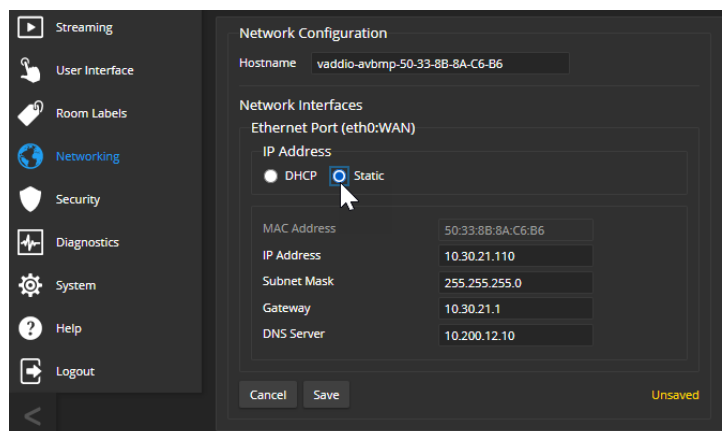 Streaming
User Interface
Room Labels
Networking
Security
Diagnostics
System
Help
Logout
Network Configuration
Hostname vaddio-avbmp-50-33-8B-8A-C6-B6
Network Interfaces
Ethernet Port (eth0:WAN)
IP Address
DHCP Static
MAC Address 50:33:8B:8A:C6:B6
IP Address 10.30.21.110
Subnet Mask 255.255.255.0
Gateway 10.30.21.1
DNS Server 10.200.12.10
Cancel Save Unsaved